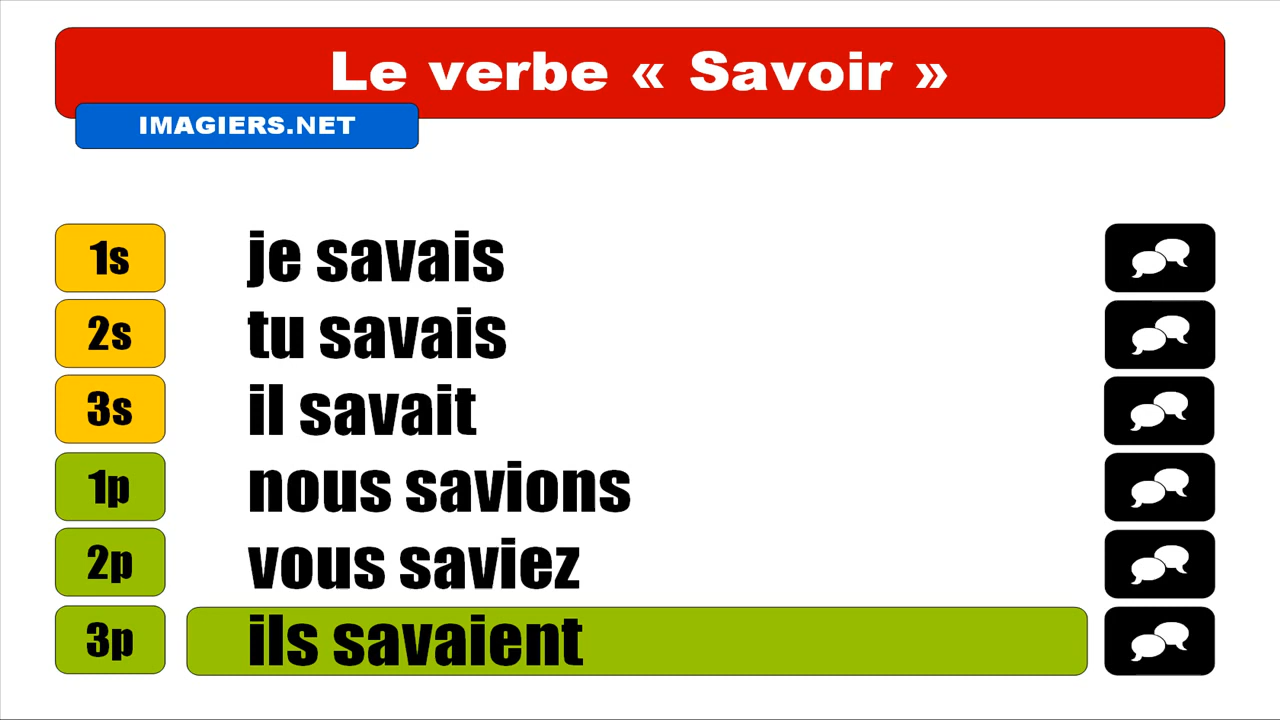 Le verbe « Savoir »
IMAGIERS.NET
1s je savais
2s tu savais
3s il savait
1p nous savions
2p vous saviez
3p ils savaient